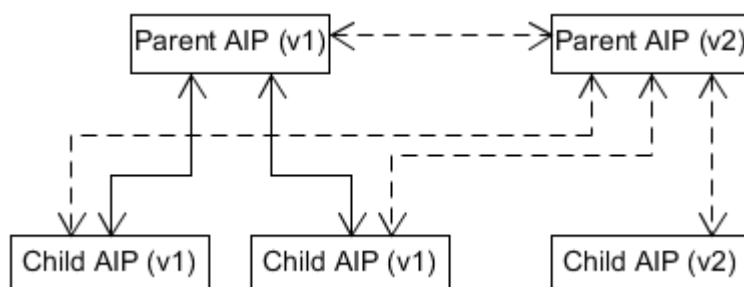 Parent AIP (v1)
Parent AIP (v2)
Child AIP (v1)
Child AIP (v1)
Child AIP (v2)